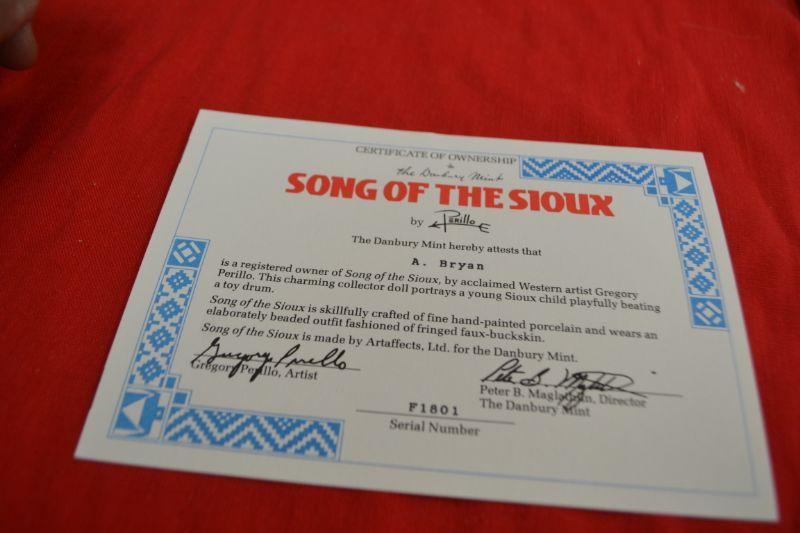 CERTIFICATE OF OWNERSHIP
the Danbury Mint
SONG OF THE SIOUX
by Perillo
The Danbury Mint hereby attests that
A. Bryan
is a registered owner of Song of the Sioux, by acclaimed Western artist Gregory
Perillo. This charming collector doll portrays a young Sioux child playfully beating
a toy drum.
Song of the Sioux is skillfully crafted of fine hand-painted porcelain and wears an
elaborately beaded outfit fashioned of fringed faux-buckskin.
Song of the Sioux is made by Artaffects, Ltd. for the Danbury Mint.
Gregory Perillo
Gregory Perillo, Artist
Peter B. Maglathlin
Peter B. Maglathlin, Director
The Danbury Mint
F1801
Serial Number